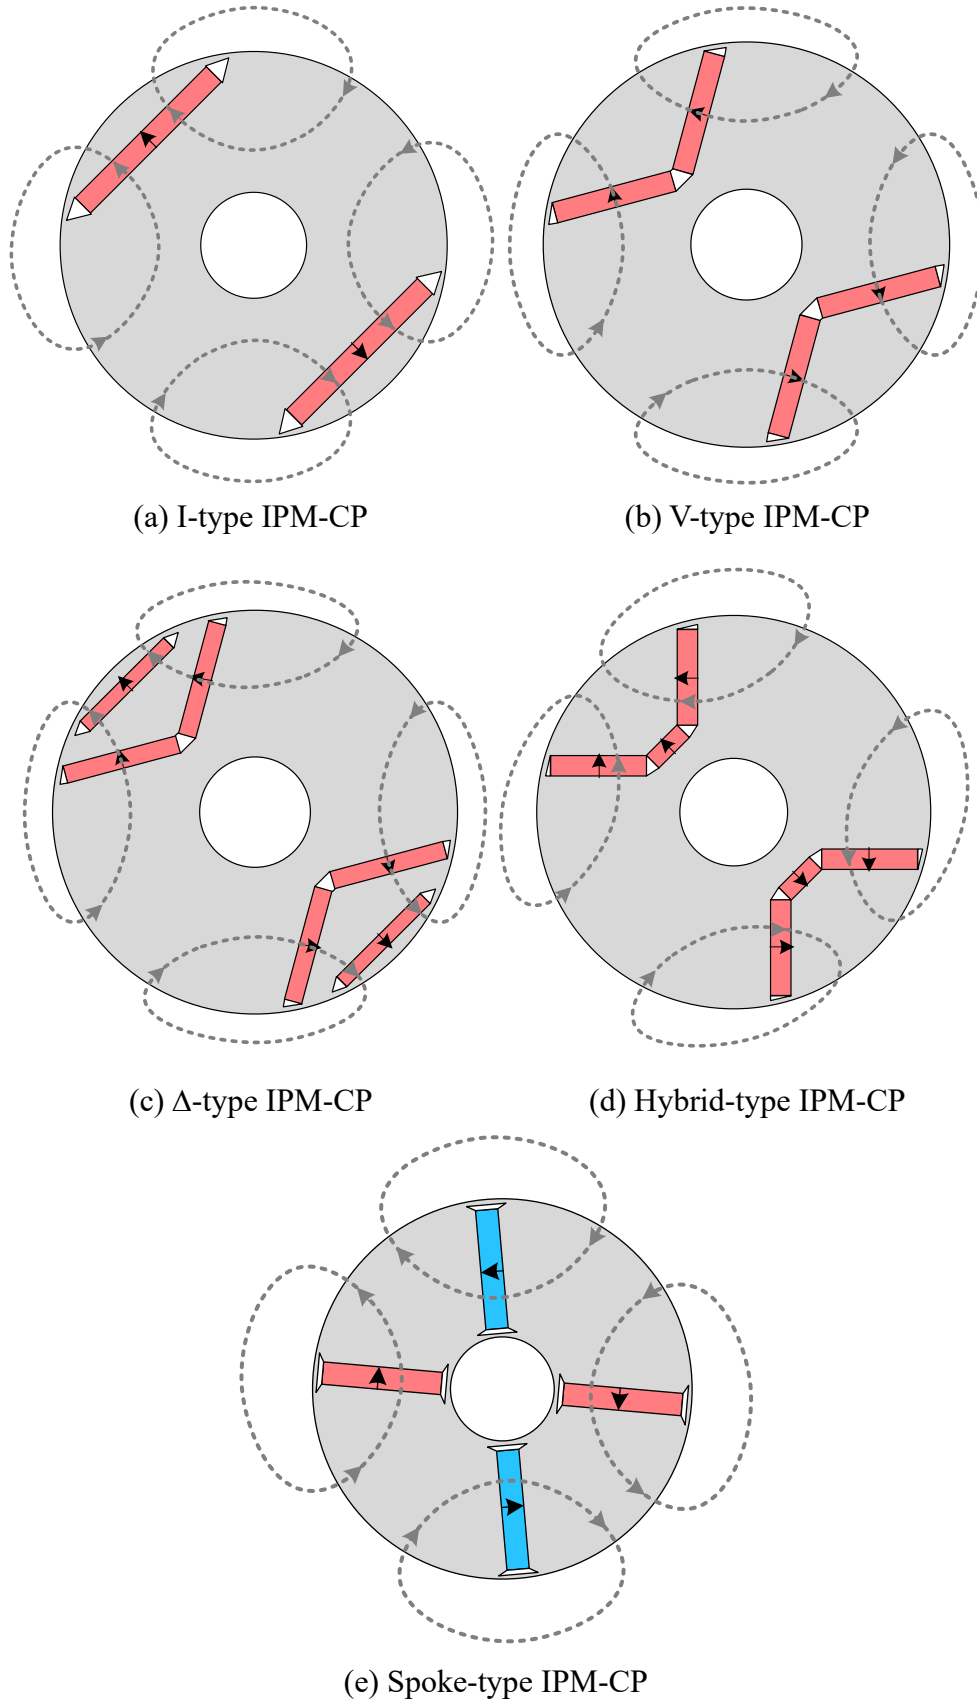 (a) I-type IPM-CP
(b) V-type IPM-CP
(c) Δ-type IPM-CP
(d) Hybrid-type IPM-CP
(e) Spoke-type IPM-CP